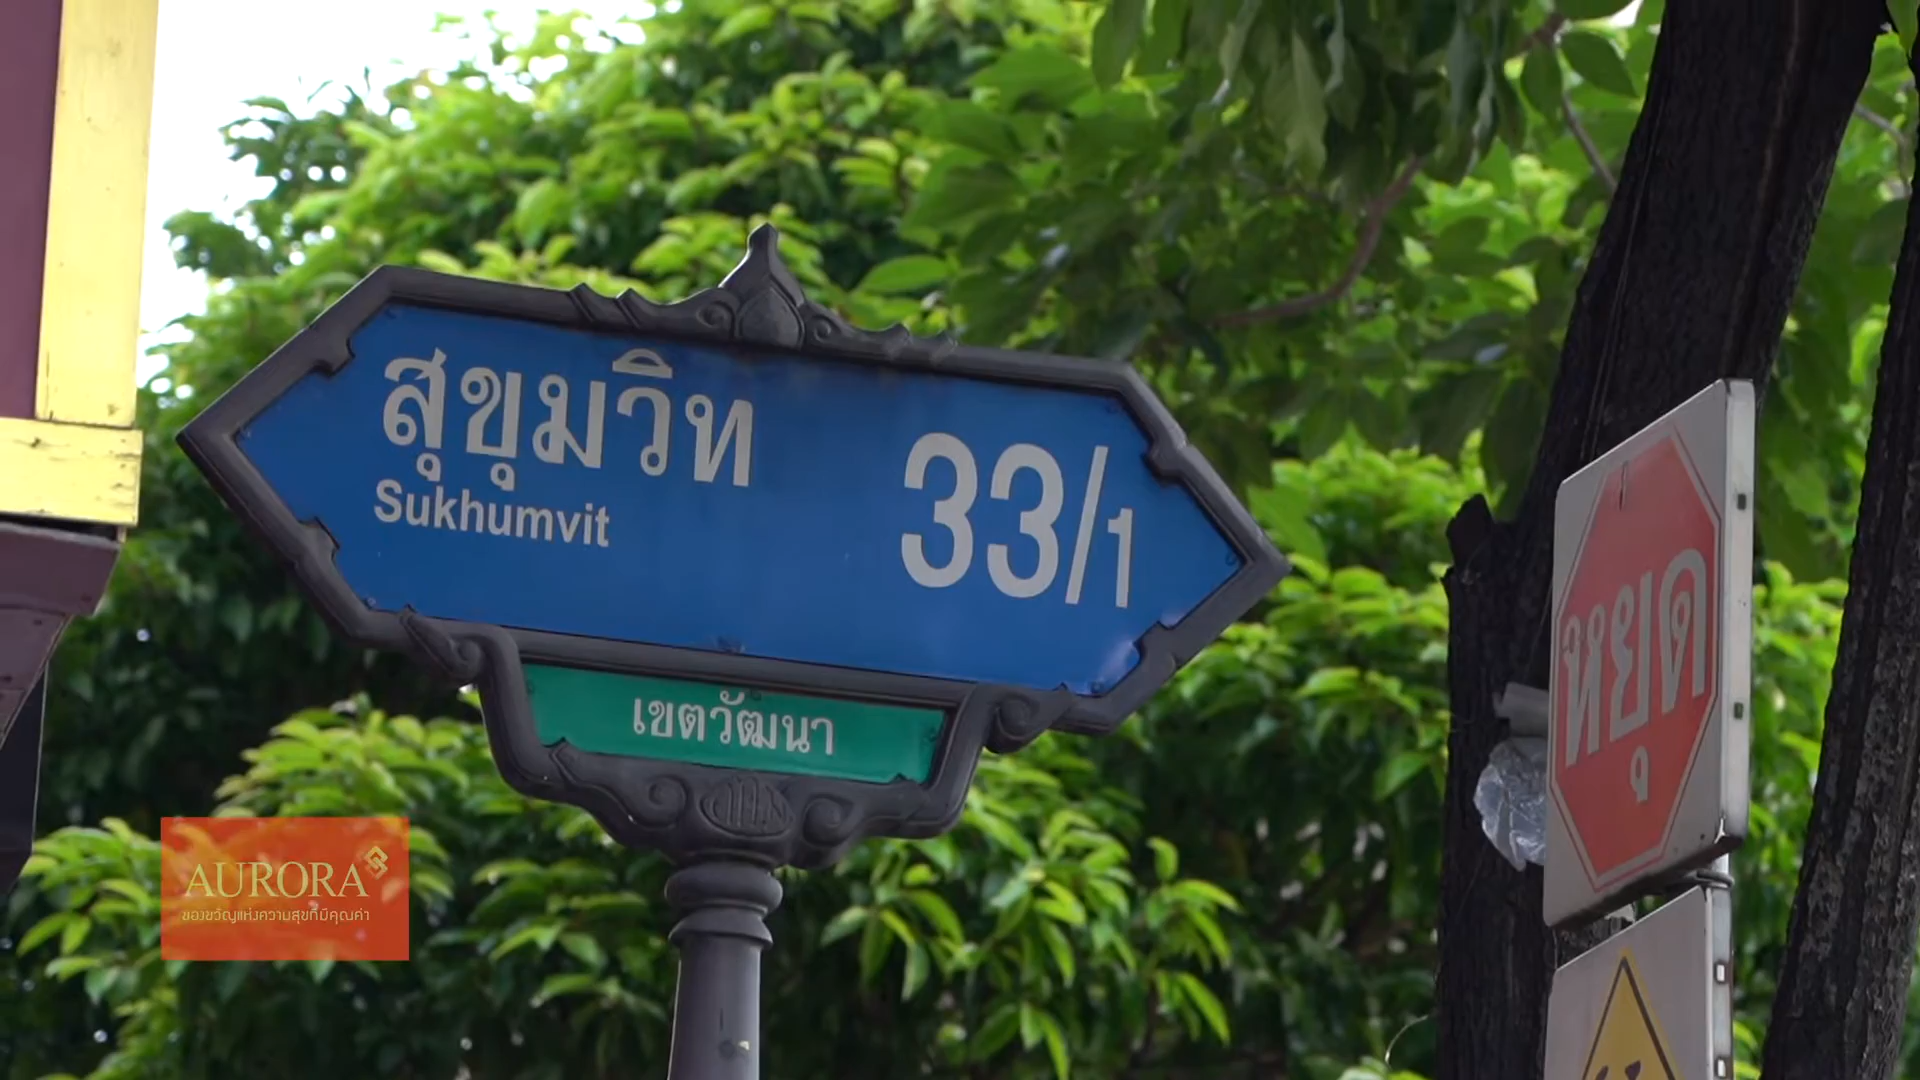 สุขุมวิท
Sukhumvit
33/1
เขตวัฒนา
หยุด
AURORA
ของขวัญแห่งความสุขที่มีคุณค่า